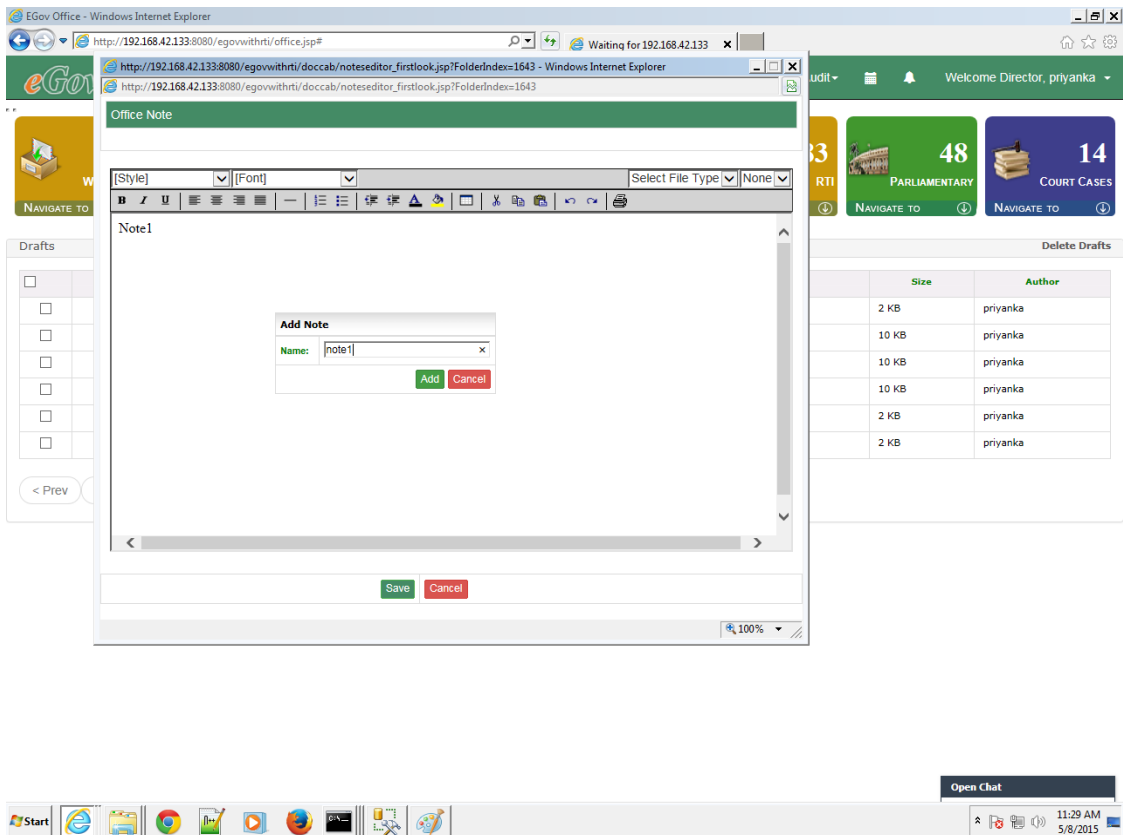 EGov Office - Windows Internet Explorer
http://192.168.42.133:8080/egovwithrti/office.jsp#
Waiting for 192.168.42.133
http://192.168.42.133:8080/egovwithrti/doccab/noteseditor_firstlook.jsp?FolderIndex=1643 - Windows Internet Explorer
http://192.168.42.133:8080/egovwithrti/doccab/noteseditor_firstlook.jsp?FolderIndex=1643
eGov
udit
Welcome Director, priyanka
Office Note
W
NAVIGATE TO
33
RTI
48
PARLIAMENTARY
NAVIGATE TO
14
COURT CASES
NAVIGATE TO
[Style] [Font] Select File Type None
B I U
Note1
Drafts
Delete Drafts
Size Author
2 KB priyanka
10 KB priyanka
10 KB priyanka
10 KB priyanka
2 KB priyanka
2 KB priyanka
Add Note
Name: note1
Add Cancel
< Prev
Save Cancel
100%
Open Chat
Start
11:29 AM
5/8/2015